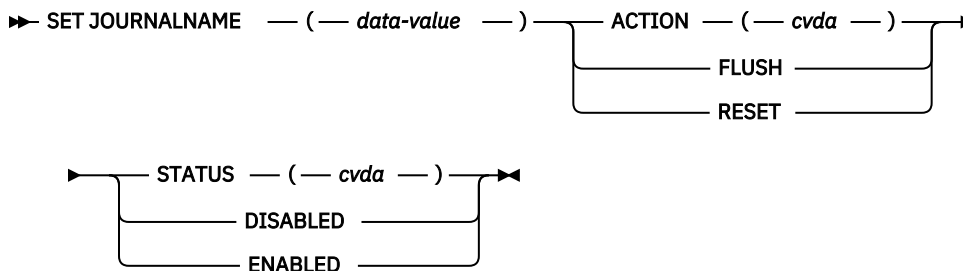 SET JOURNALNAME ( data-value ) ACTION ( cvda )
FLUSH
RESET
STATUS ( cvda )
DISABLED
ENABLED